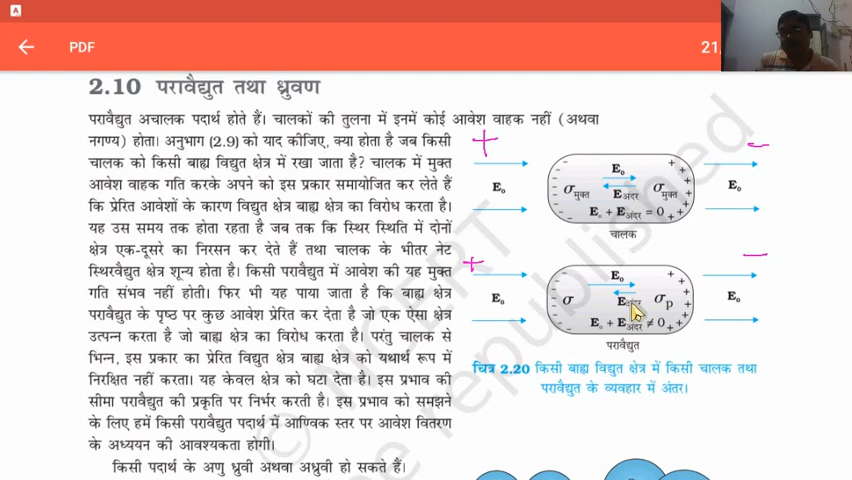 A
PDF
21
2.10 परावैद्युत तथा ध्रुवण
परावैद्युत अचालक पदार्थ होते हैं। चालकों की तुलना में इनमें कोई आवेश वाहक नहीं (अथवा
नगण्य) होता। अनुभाग (2.9) को याद कीजिए, क्या होता है जब किसी
चालक को किसी बाह्य विद्युत क्षेत्र में रखा जाता है? चालक में मुक्त
आवेश वाहक गति करके अपने को इस प्रकार समायोजित कर लेते हैं
कि प्रेरित आवेशों के कारण विद्युत क्षेत्र बाह्य क्षेत्र का विरोध करता है।
यह उस समय तक होता रहता है जब तक कि स्थिर स्थिति में दोनों
क्षेत्र एक-दूसरे का निरसन कर देते हैं तथा चालक के भीतर नेट
स्थिरवैद्युत क्षेत्र शून्य होता है। किसी परावैद्युत में आवेश की यह मुक्त
गति संभव नहीं होती। फिर भी यह पाया जाता है कि बाह्य क्षेत्र
परावैद्युत के पृष्ठ पर कुछ आवेश प्रेरित कर देता है जो एक ऐसा क्षेत्र
उत्पन्न करता है जो बाह्य क्षेत्र का विरोध करता है। परंतु चालक से
भिन्न, इस प्रकार का प्रेरित विद्युत क्षेत्र बाह्य क्षेत्र को यथार्थ रूप में
निरक्षित नहीं करता। यह केवल क्षेत्र को घटा देता है। इस प्रभाव की
सीमा परावैद्युत की प्रकृति पर निर्भर करती है। इस प्रभाव को समझने
के लिए हमें किसी परावैद्युत पदार्थ में आण्विक स्तर पर आवेश वितरण
के अध्ययन की आवश्यकता होगी।
किसी पदार्थ के अणु ध्रुवी अथवा अध्रुवी हो सकते हैं।
+ −
E₀ σमुक्त E₀ Eअंदर σमुक्त E₀
E₀ + Eअंदर = 0
चालक
+ −
E₀ σ E₀ Eअंदर σp E₀
E₀ + Eअंदर ≠ 0
परावैद्युत
चित्र 2.20 किसी बाह्य विद्युत क्षेत्र में किसी चालक तथा
परावैद्युत के व्यवहार में अंतर।
© NCERT
be republished